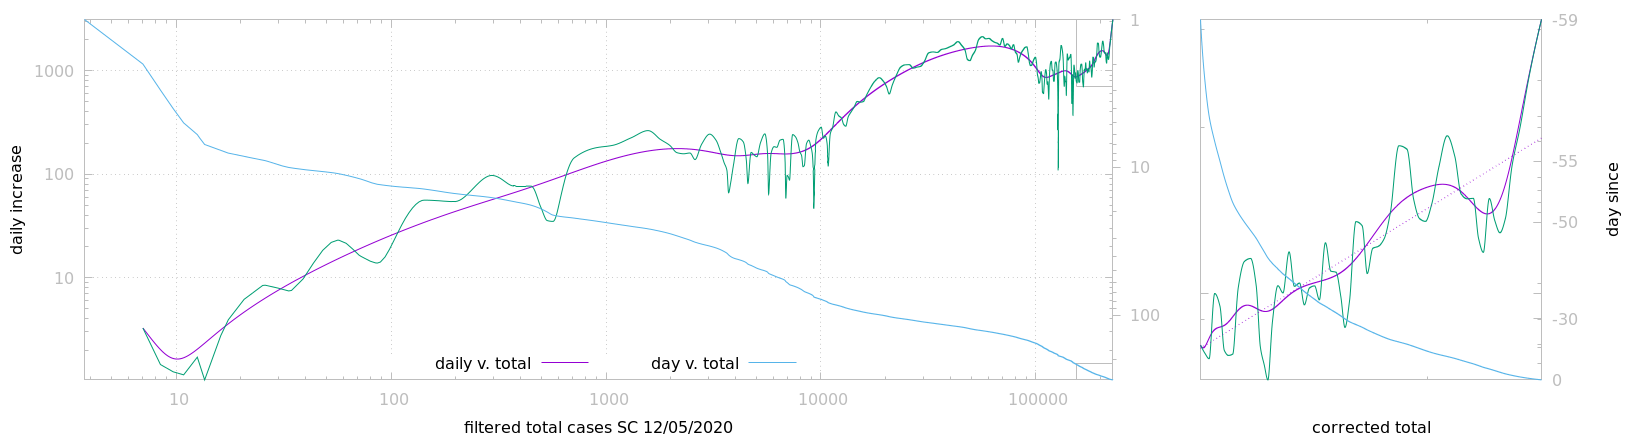 1
-59
1000
daily increase
100
10
-55
10
-50
day since
100
-30
daily v. total
day v. total
0
10
100
1000
10000
100000
filtered total cases SC 12/05/2020
corrected total